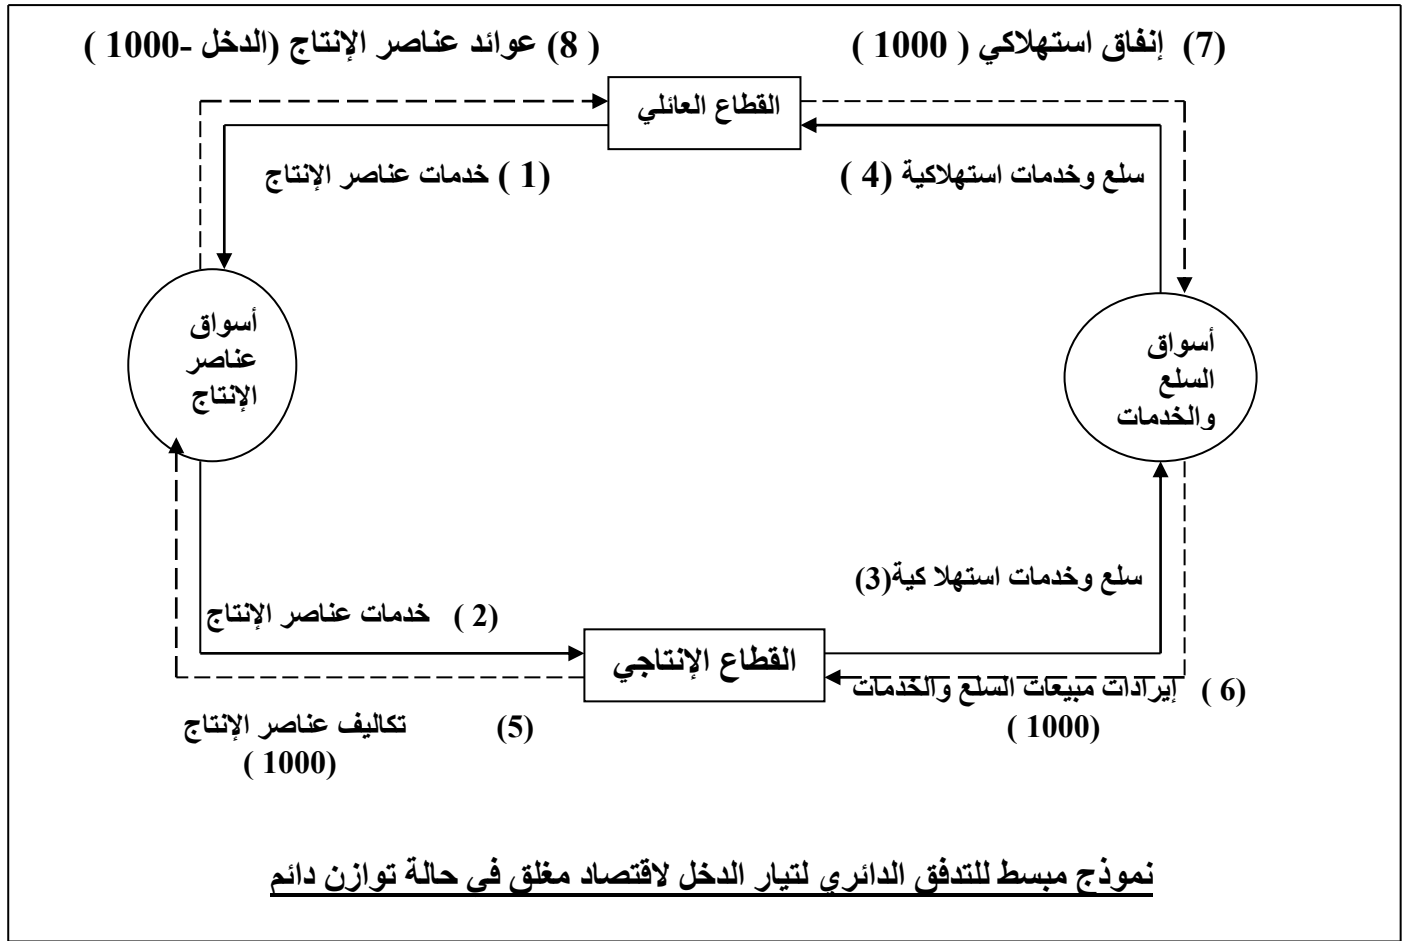 (8 ) عوائد عناصر الإنتاج (الدخل -1000 )
(7) إنفاق استهلاكي ( 1000 )
القطاع العائلي
(1 ) خدمات عناصر الإنتاج
سلع وخدمات استهلاكية (4 )
أسواق
عناصر
الإنتاج
أسواق
السلع
والخدمات
سلع وخدمات استهلا كية(3)
(2 ) خدمات عناصر الإنتاج
القطاع الإنتاجي
(6 ) إيرادات مبيعات السلع والخدمات
(1000 )
(5) تكاليف عناصر الإنتاج
(1000 )
نموذج مبسط للتدفق الدائري لتيار الدخل لاقتصاد مغلق في حالة توازن دائم